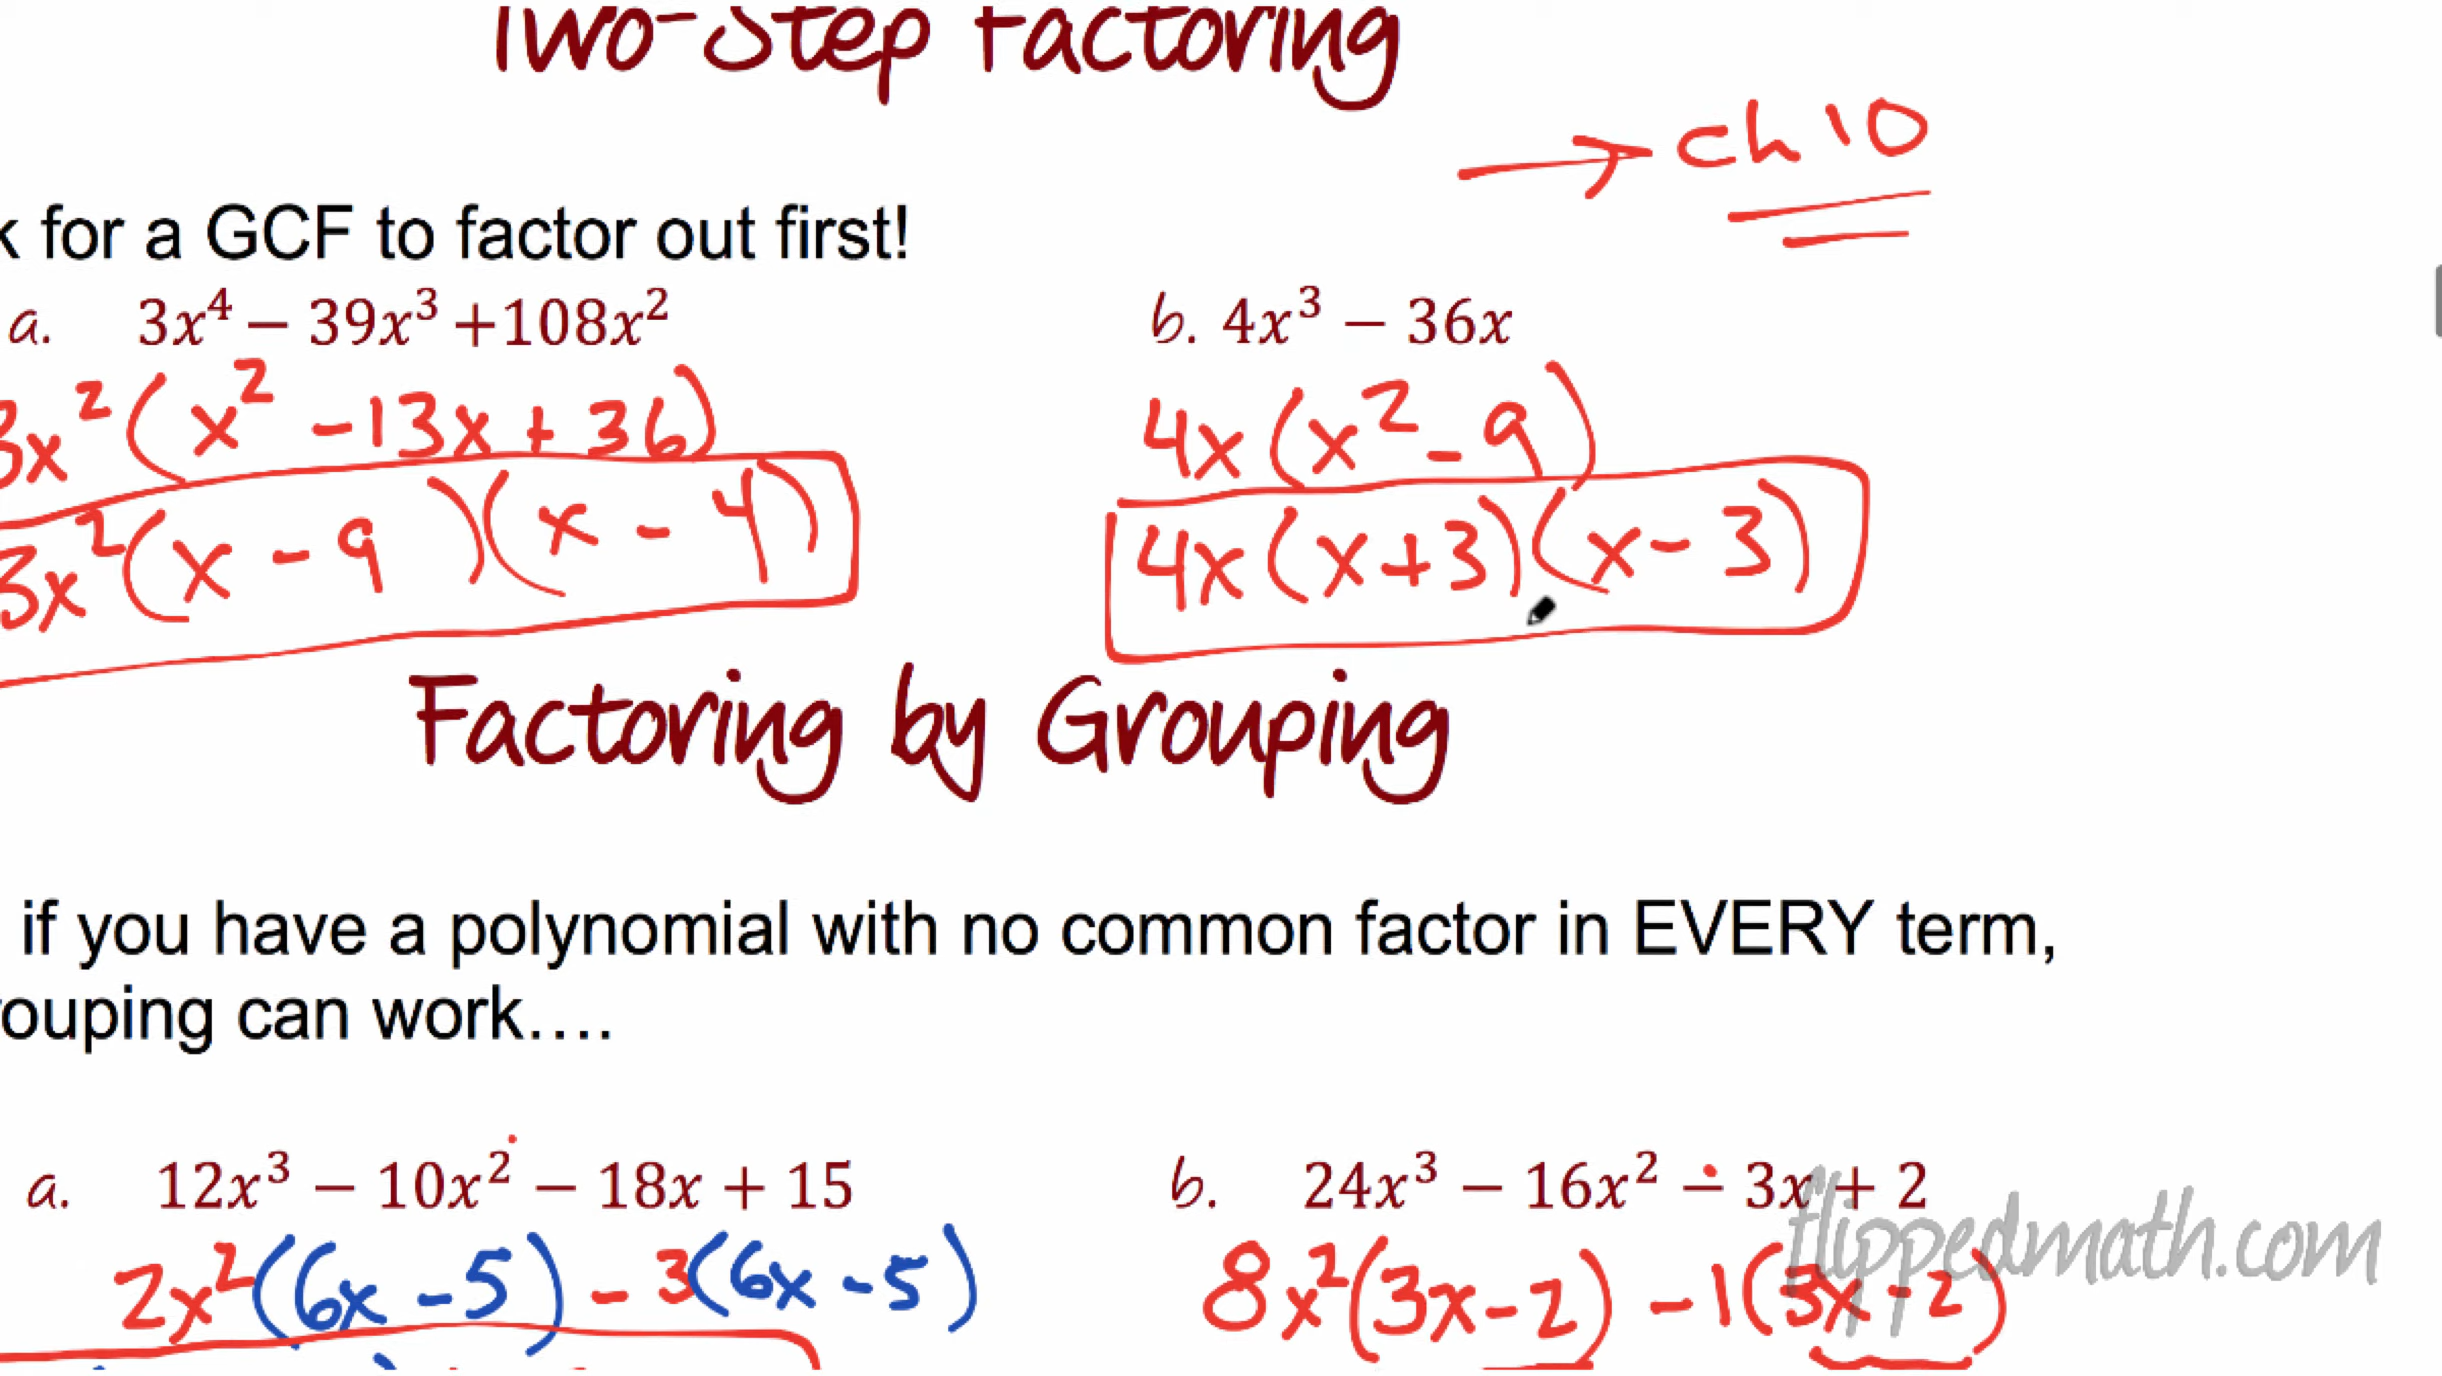 Two-Step Factoring
→ ch 10
k for a GCF to factor out first!
a. 3x⁴ − 39x³ +108x²
b. 4x³ − 36x
3x²(x² -13x + 36)
4x(x² - 9)
3x²(x - 9)(x - 4)
4x(x+3)(x-3)
Factoring by Grouping
if you have a polynomial with no common factor in EVERY term,
rouping can work….
a. 12x³ − 10x² − 18x + 15
b. 24x³ − 16x² − 3x + 2
flippedmath.com
2x²(6x - 5) - 3(6x - 5)
8x²(3x - 2) - 1(3x - 2)